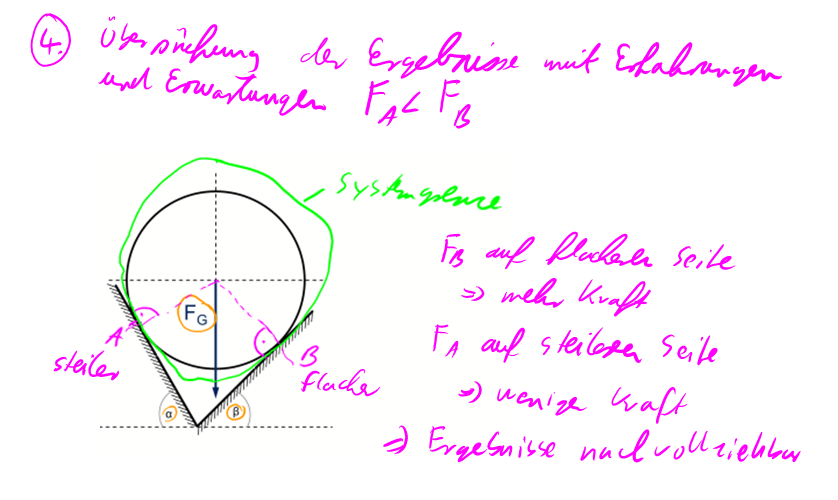 4. Überprüfung der Ergebnisse mit Erfahrungen
und Erwartungen F_A < F_B
Systemgrenze
F_B auf flacheren Seite
⇒ mehr Kraft
F_G
A
F_A auf steileren Seite
steiler
B
flacher
⇒ weniger Kraft
α
β
⇒ Ergebnisse nachvollziehbar